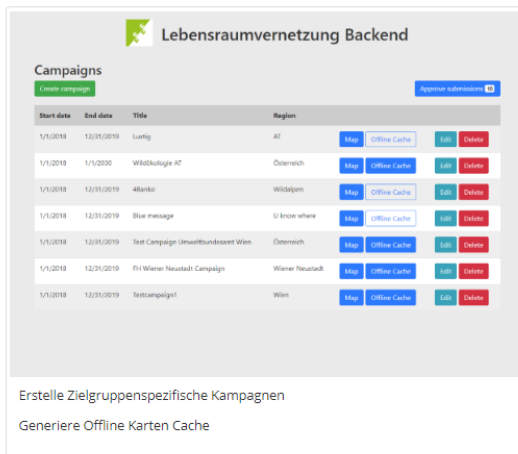 Lebensraumvernetzung Backend
Campaigns
Create campaign Approve submissions 10
Start date End date Title Region
1/1/2018 12/31/2019 Lustig AT Map Offline Cache Edit Delete
1/1/2018 1/1/2020 Wildökologie AT Österreich Map Offline Cache Edit Delete
1/1/2018 12/31/2019 4Banko Wildalpen Map Offline Cache Edit Delete
1/1/2018 12/31/2019 Blue message U know where Map Offline Cache Edit Delete
1/1/2018 12/31/2019 Test Campaign Umweltbundesamt Wien Österreich Map Offline Cache Edit Delete
1/1/2018 12/31/2019 FH Wiener Neustadt Campaign Wiener Neustadt Map Offline Cache Edit Delete
1/1/2018 12/31/2019 Testcampaign1 Wien Map Offline Cache Edit Delete
Erstelle Zielgruppenspezifische Kampagnen
Generiere Offline Karten Cache